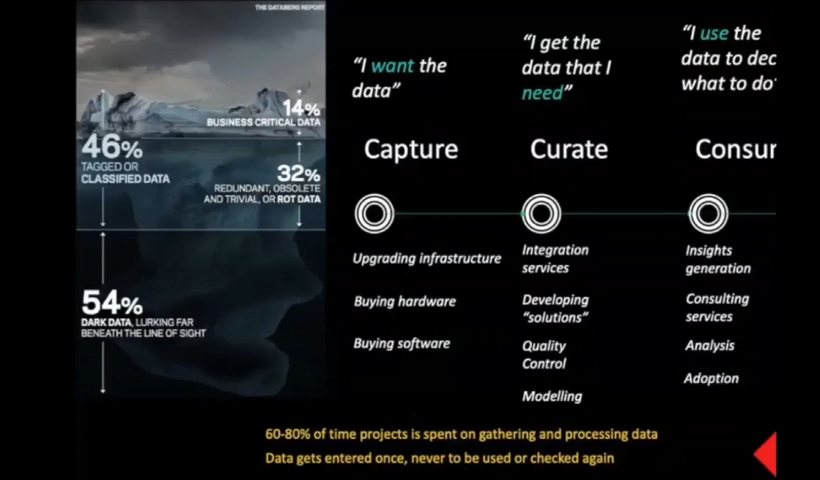 THE DATABERG REPORT
14%
BUSINESS CRITICAL DATA
46%
TAGGED OR
CLASSIFIED DATA
32%
REDUNDANT, OBSOLETE
AND TRIVIAL, OR ROT DATA
54%
DARK DATA, LURKING FAR
BENEATH THE LINE OF SIGHT
“I want the
data”
Capture
Upgrading infrastructure
Buying hardware
Buying software
“I get the
data that I
need”
Curate
Integration
services
Developing
“solutions”
Quality
Control
Modelling
“I use the
data to dec
what to do
Consur
Insights
generation
Consulting
services
Analysis
Adoption
60-80% of time projects is spent on gathering and processing data
Data gets entered once, never to be used or checked again